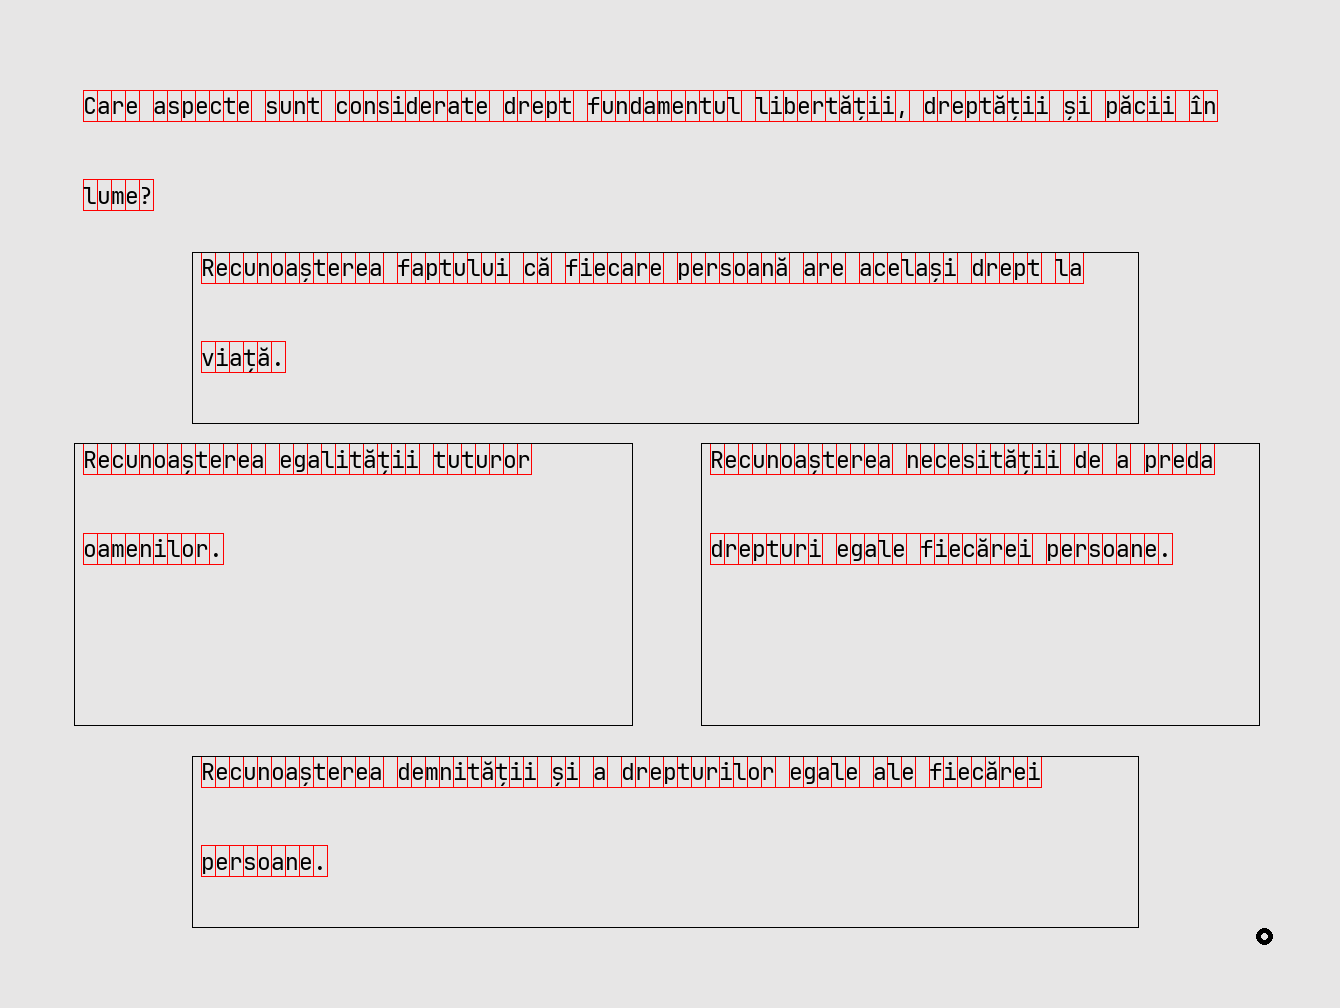 Care aspecte sunt considerate drept fundamentul libertății, dreptății și păcii în
lume?
Recunoașterea faptului că fiecare persoană are același drept la
viață.
Recunoașterea egalității tuturor
oamenilor.
Recunoașterea necesității de a preda
drepturi egale fiecărei persoane.
Recunoașterea demnității și a drepturilor egale ale fiecărei
persoane.